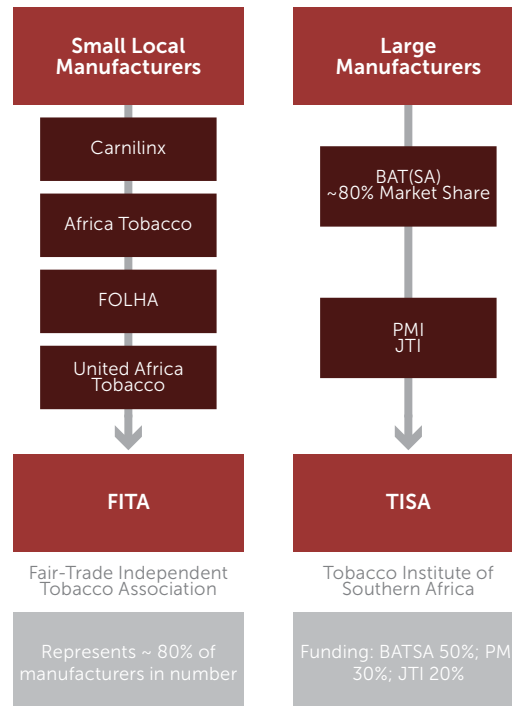 Small Local
Manufacturers
Carnilinx
Africa Tobacco
FOLHA
United Africa
Tobacco
FITA
Fair-Trade Independent
Tobacco Association
Represents ~ 80% of
manufacturers in number
Large
Manufacturers
BAT(SA)
~80% Market Share
PMI
JTI
TISA
Tobacco Institute of
Southern Africa
Funding: BATSA 50%; PM
30%; JTI 20%